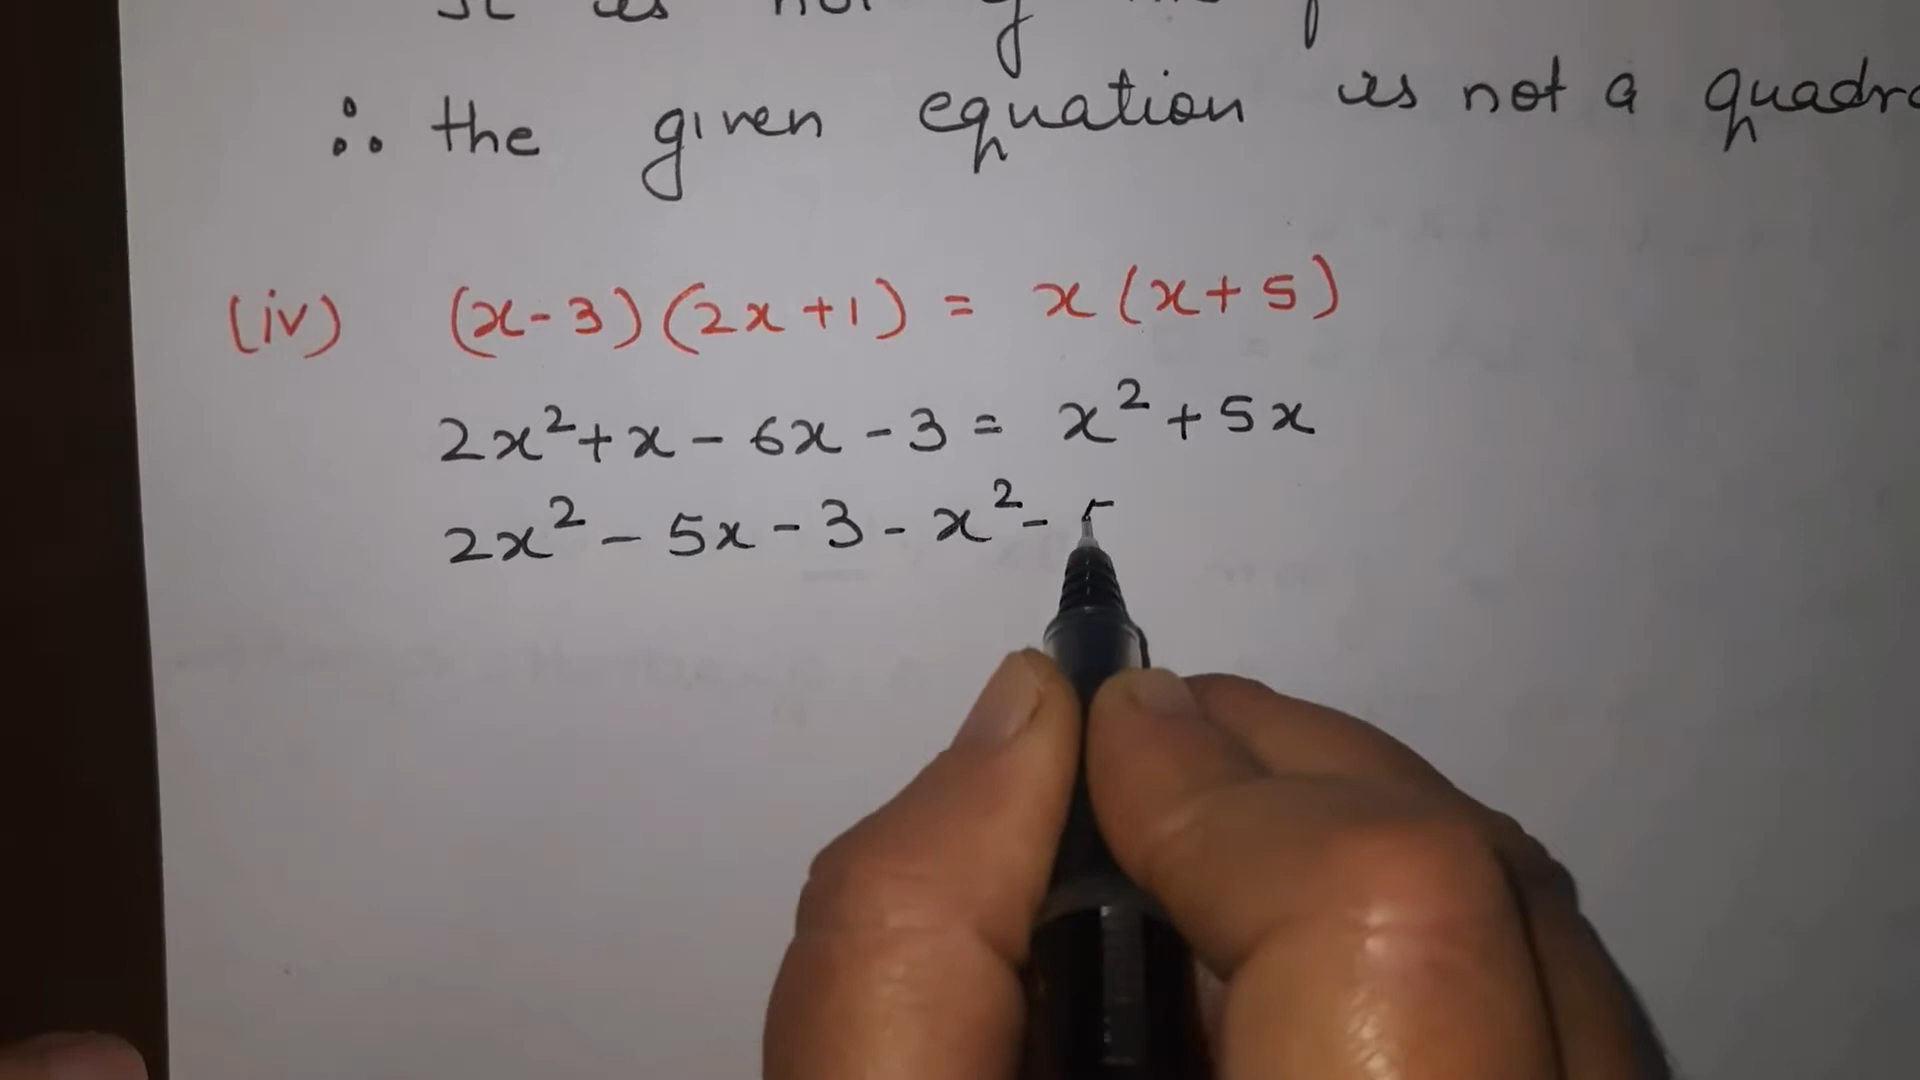 ∴ the given equation is not a
(iv) (x-3)(2x+1) = x(x+5)
2x²+x-6x-3 = x²+5x
2x²-5x-3-x²-